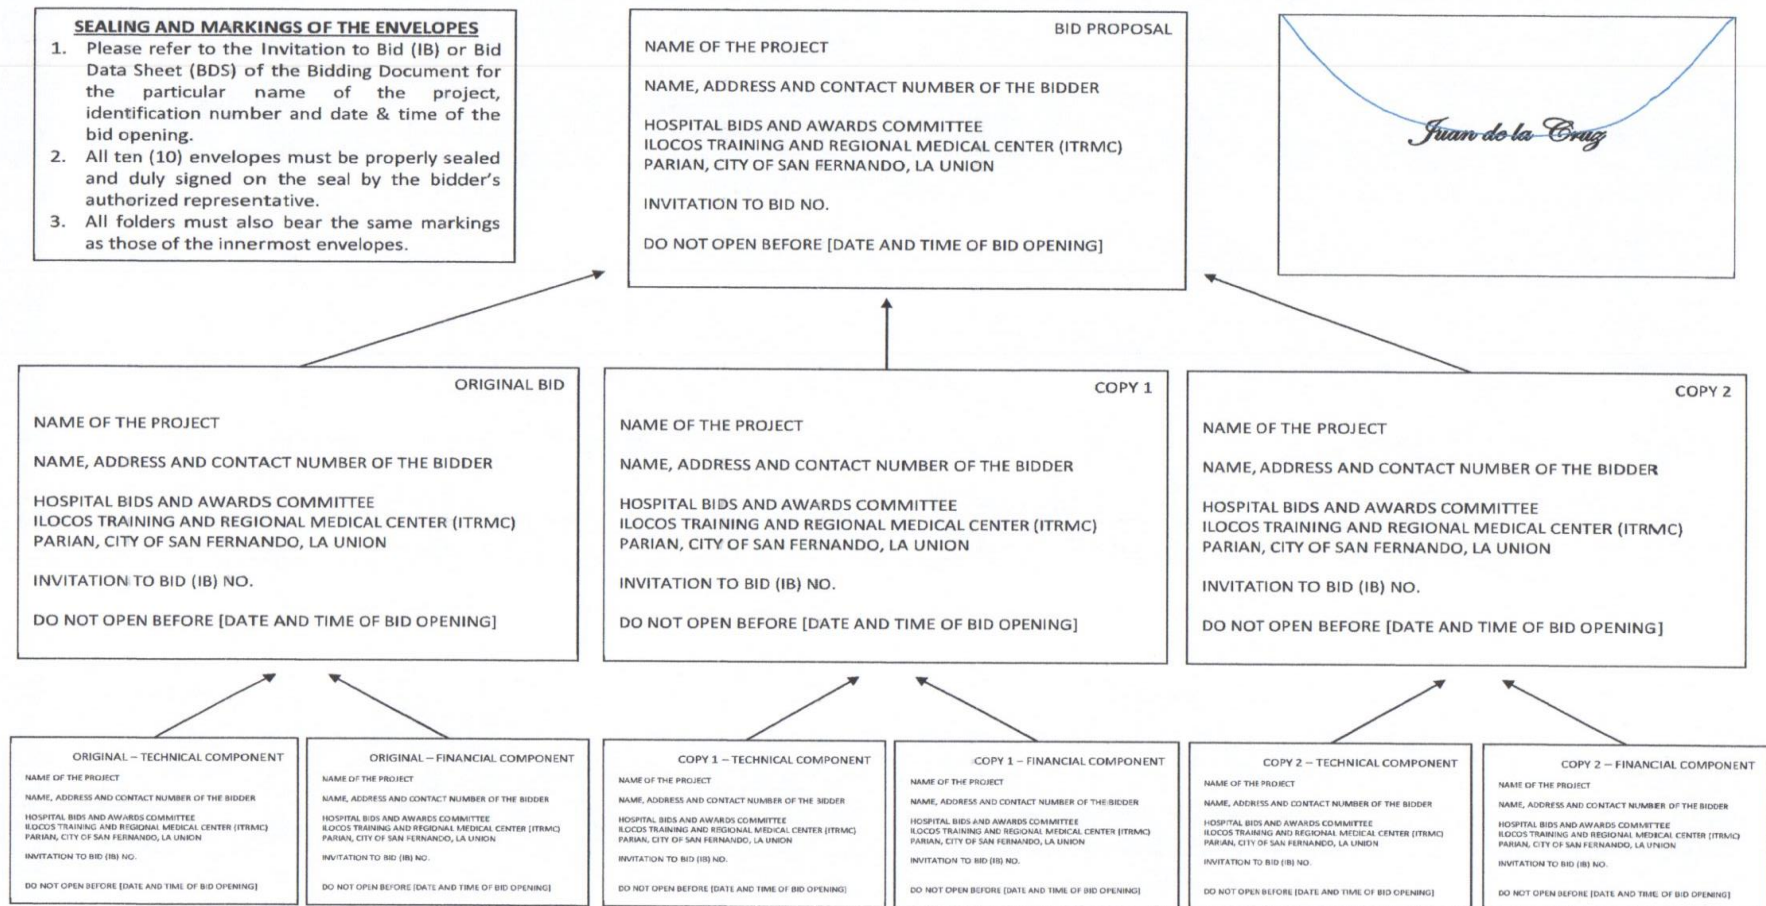 SEALING AND MARKINGS OF THE ENVELOPES
1. Please refer to the Invitation to Bid (IB) or Bid
Data Sheet (BDS) of the Bidding Document for
the particular name of the project,
identification number and date & time of the
bid opening.
2. All ten (10) envelopes must be properly sealed
and duly signed on the seal by the bidder's
authorized representative.
3. All folders must also bear the same markings
as those of the innermost envelopes.
BID PROPOSAL
NAME OF THE PROJECT
NAME, ADDRESS AND CONTACT NUMBER OF THE BIDDER
HOSPITAL BIDS AND AWARDS COMMITTEE
ILOCOS TRAINING AND REGIONAL MEDICAL CENTER (ITRMC)
PARIAN, CITY OF SAN FERNANDO, LA UNION
INVITATION TO BID NO.
DO NOT OPEN BEFORE [DATE AND TIME OF BID OPENING]
Juan de la Cruz
ORIGINAL BID
NAME OF THE PROJECT
NAME, ADDRESS AND CONTACT NUMBER OF THE BIDDER
HOSPITAL BIDS AND AWARDS COMMITTEE
ILOCOS TRAINING AND REGIONAL MEDICAL CENTER (ITRMC)
PARIAN, CITY OF SAN FERNANDO, LA UNION
INVITATION TO BID (IB) NO.
DO NOT OPEN BEFORE [DATE AND TIME OF BID OPENING]
COPY 1
NAME OF THE PROJECT
NAME, ADDRESS AND CONTACT NUMBER OF THE BIDDER
HOSPITAL BIDS AND AWARDS COMMITTEE
ILOCOS TRAINING AND REGIONAL MEDICAL CENTER (ITRMC)
PARIAN, CITY OF SAN FERNANDO, LA UNION
INVITATION TO BID (IB) NO.
DO NOT OPEN BEFORE [DATE AND TIME OF BID OPENING]
COPY 2
NAME OF THE PROJECT
NAME, ADDRESS AND CONTACT NUMBER OF THE BIDDER
HOSPITAL BIDS AND AWARDS COMMITTEE
ILOCOS TRAINING AND REGIONAL MEDICAL CENTER (ITRMC)
PARIAN, CITY OF SAN FERNANDO, LA UNION
INVITATION TO BID (IB) NO.
DO NOT OPEN BEFORE [DATE AND TIME OF BID OPENING]
ORIGINAL – TECHNICAL COMPONENT
NAME OF THE PROJECT
NAME, ADDRESS AND CONTACT NUMBER OF THE BIDDER
HOSPITAL BIDS AND AWARDS COMMITTEE
ILOCOS TRAINING AND REGIONAL MEDICAL CENTER (ITRMC)
PARIAN, CITY OF SAN FERNANDO, LA UNION
INVITATION TO BID (IB) NO.
DO NOT OPEN BEFORE [DATE AND TIME OF BID OPENING]
ORIGINAL – FINANCIAL COMPONENT
NAME OF THE PROJECT
NAME, ADDRESS AND CONTACT NUMBER OF THE BIDDER
HOSPITAL BIDS AND AWARDS COMMITTEE
ILOCOS TRAINING AND REGIONAL MEDICAL CENTER (ITRMC)
PARIAN, CITY OF SAN FERNANDO, LA UNION
INVITATION TO BID (IB) NO.
DO NOT OPEN BEFORE [DATE AND TIME OF BID OPENING]
COPY 1 – TECHNICAL COMPONENT
NAME OF THE PROJECT
NAME, ADDRESS AND CONTACT NUMBER OF THE BIDDER
HOSPITAL BIDS AND AWARDS COMMITTEE
ILOCOS TRAINING AND REGIONAL MEDICAL CENTER (ITRMC)
PARIAN, CITY OF SAN FERNANDO, LA UNION
INVITATION TO BID (IB) NO.
DO NOT OPEN BEFORE [DATE AND TIME OF BID OPENING]
COPY 1 – FINANCIAL COMPONENT
NAME OF THE PROJECT
NAME, ADDRESS AND CONTACT NUMBER OF THE BIDDER
HOSPITAL BIDS AND AWARDS COMMITTEE
ILOCOS TRAINING AND REGIONAL MEDICAL CENTER (ITRMC)
PARIAN, CITY OF SAN FERNANDO, LA UNION
INVITATION TO BID (IB) NO.
DO NOT OPEN BEFORE [DATE AND TIME OF BID OPENING]
COPY 2 – TECHNICAL COMPONENT
NAME OF THE PROJECT
NAME, ADDRESS AND CONTACT NUMBER OF THE BIDDER
HOSPITAL BIDS AND AWARDS COMMITTEE
ILOCOS TRAINING AND REGIONAL MEDICAL CENTER (ITRMC)
PARIAN, CITY OF SAN FERNANDO, LA UNION
INVITATION TO BID (IB) NO.
DO NOT OPEN BEFORE [DATE AND TIME OF BID OPENING]
COPY 2 – FINANCIAL COMPONENT
NAME OF THE PROJECT
NAME, ADDRESS AND CONTACT NUMBER OF THE BIDDER
HOSPITAL BIDS AND AWARDS COMMITTEE
ILOCOS TRAINING AND REGIONAL MEDICAL CENTER (ITRMC)
PARIAN, CITY OF SAN FERNANDO, LA UNION
INVITATION TO BID (IB) NO.
DO NOT OPEN BEFORE [DATE AND TIME OF BID OPENING]